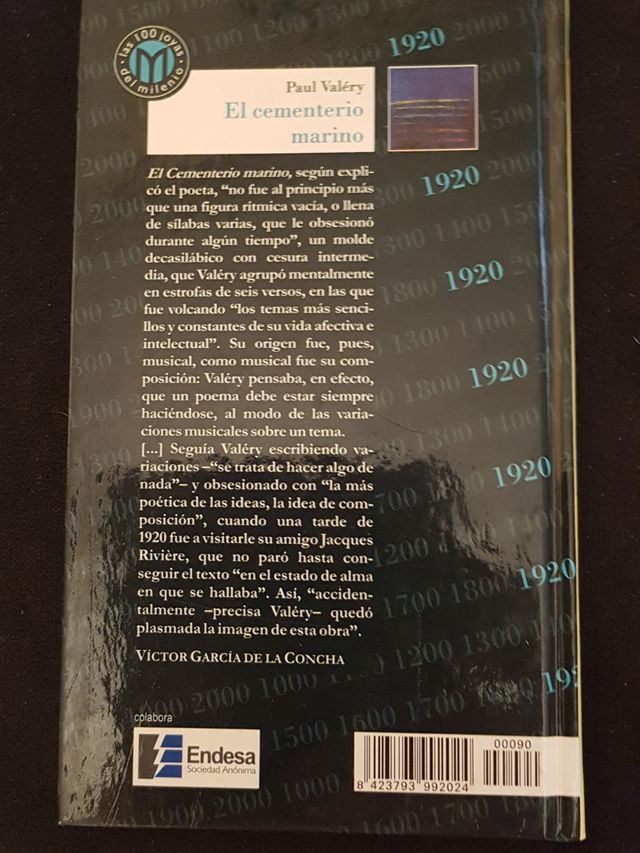 las 100 joyas
del milenio
M
Paul Valéry
El cementerio
marino
El Cementerio marino, según expli-
có el poeta, “no fue al principio más
que una figura rítmica vacía, o llena
de sílabas varias, que le obsesionó
durante algún tiempo”, un molde
decasilábico con cesura interme-
dia, que Valéry agrupó mentalmente
en estrofas de seis versos, en las que
fue volcando “los temas más senci-
llos y constantes de su vida afectiva e
intelectual”. Su origen fue, pues,
musical, como musical fue su com-
posición: Valéry pensaba, en efecto,
que un poema debe estar siempre
haciéndose, al modo de las varia-
ciones musicales sobre un tema.
[...] Seguía Valéry escribiendo va-
riaciones –“se trata de hacer algo de
nada”– y obsesionado con “la más
poética de las ideas, la idea de com-
posición”, cuando una tarde de
1920 fue a visitarle su amigo Jacques
Rivière, que no paró hasta con-
seguir el texto “en el estado de alma
en que se hallaba”. Así, “acciden-
talmente –precisa Valéry– quedó
plasmada la imagen de esta obra”.
VÍCTOR GARCÍA DE LA CONCHA
1920
1920
1920
1920
1920
1920
colabora
Endesa
Sociedad Anónima
00090
8 423793 992024